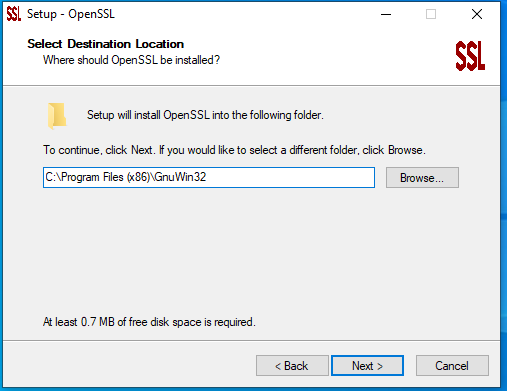 SSL Setup - OpenSSL
Select Destination Location
Where should OpenSSL be installed?
SSL
Setup will install OpenSSL into the following folder.
To continue, click Next. If you would like to select a different folder, click Browse.
C:\Program Files (x86)\GnuWin32
Browse...
At least 0.7 MB of free disk space is required.
< Back
Next >
Cancel